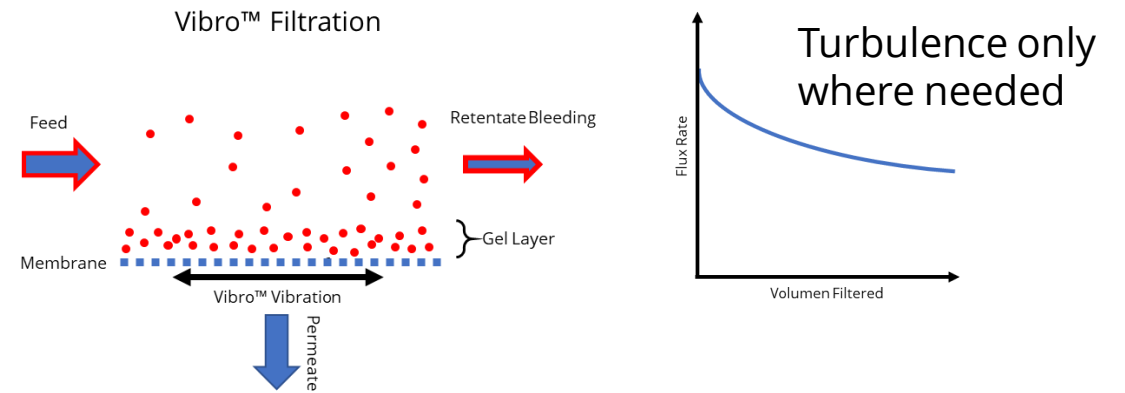 Vibro™ Filtration
Feed
Retentate Bleeding
Gel Layer
Membrane
Vibro™ Vibration
Permeate
Turbulence only
where needed
Flux Rate
Volumen Filtered